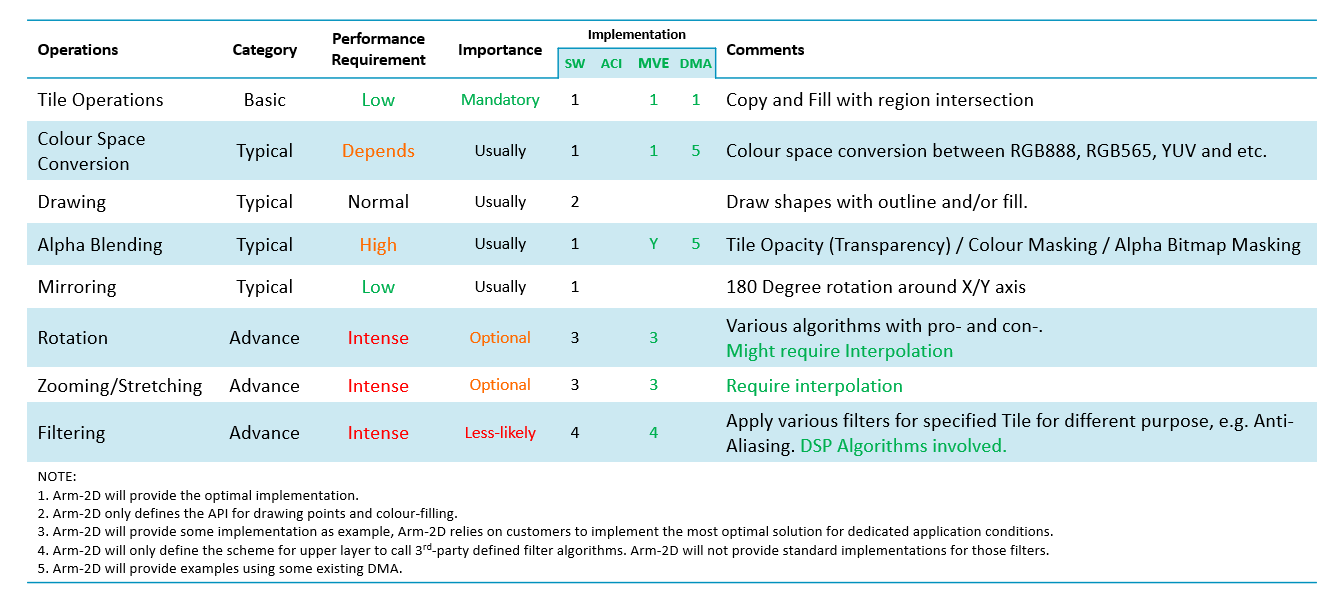 Operations Category Performance Requirement Importance Implementation Comments
SW ACI MVE DMA
Tile Operations Basic Low Mandatory 1 1 1 Copy and Fill with region intersection
Colour Space
Conversion Typical Depends Usually 1 1 5 Colour space conversion between RGB888, RGB565, YUV and etc.
Drawing Typical Normal Usually 2 Draw shapes with outline and/or fill.
Alpha Blending Typical High Usually 1 Y 5 Tile Opacity (Transparency) / Colour Masking / Alpha Bitmap Masking
Mirroring Typical Low Usually 1 180 Degree rotation around X/Y axis
Rotation Advance Intense Optional 3 3 Various algorithms with pro- and con-.
Might require Interpolation
Zooming/Stretching Advance Intense Optional 3 3 Require interpolation
Filtering Advance Intense Less-likely 4 4 Apply various filters for specified Tile for different purpose, e.g. Anti-
Aliasing. DSP Algorithms involved.
NOTE:
1. Arm-2D will provide the optimal implementation.
2. Arm-2D only defines the API for drawing points and colour-filling.
3. Arm-2D will provide some implementation as example, Arm-2D relies on customers to implement the most optimal solution for dedicated application conditions.
4. Arm-2D will only define the scheme for upper layer to call 3rd-party defined filter algorithms. Arm-2D will not provide standard implementations for those filters.
5. Arm-2D will provide examples using some existing DMA.